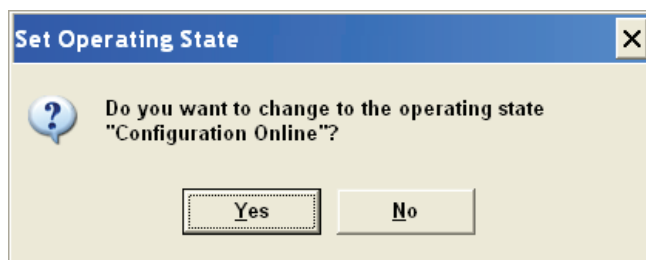 Set Operating State
Do you want to change to the operating state
"Configuration Online"?
Yes
No